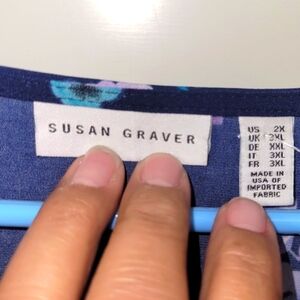 SUSAN GRAVER
US 2X
UK 3XL
DE XXL
IT 3XL
FR 3XL
MADE IN
USA OF
IMPORTED
FABRIC